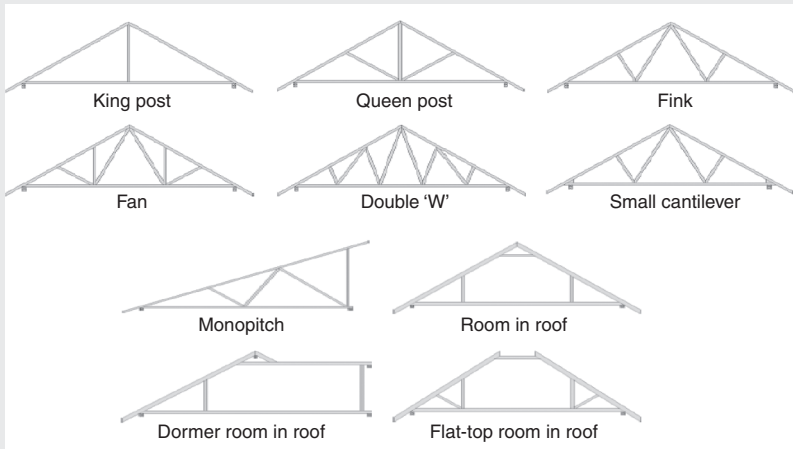 King post
Queen post
Fink
Fan
Double ‘W’
Small cantilever
Monopitch
Room in roof
Dormer room in roof
Flat-top room in roof